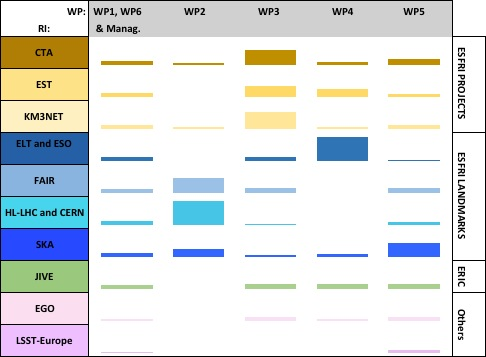 WP: WP1, WP6 WP2 WP3 WP4 WP5
RI: & Manag.
CTA
EST
KM3NET
ELT and ESO
FAIR
HL-LHC and CERN
SKA
JIVE
EGO
LSST-Europe
ESFRI PROJECTS
ESFRI LANDMARKS
ERIC
Others